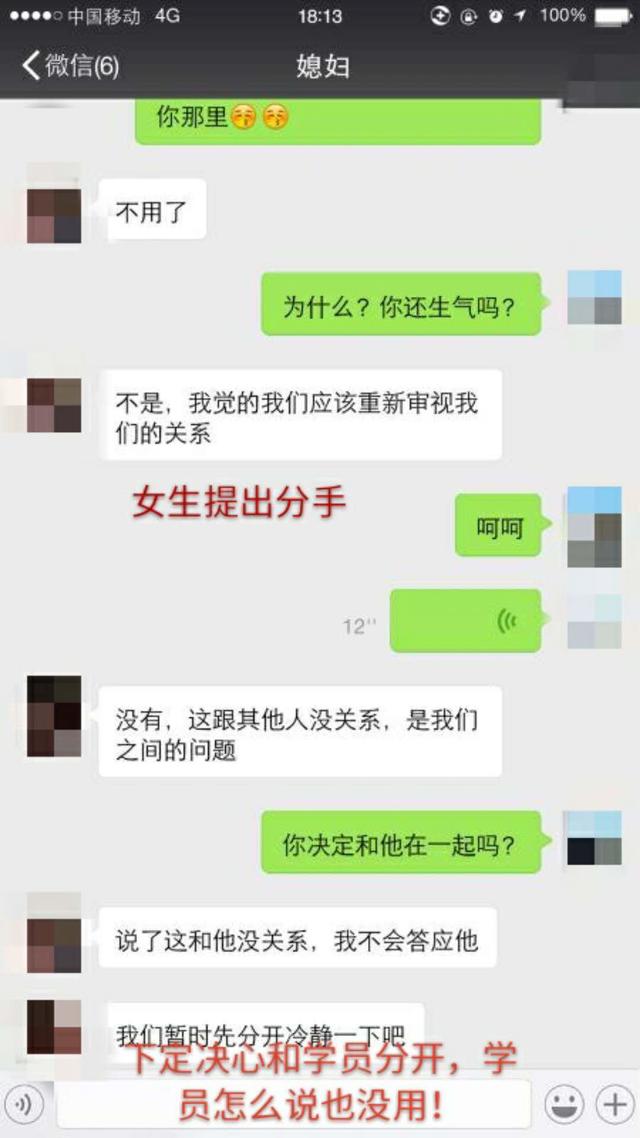 中国移动 4G 18:13 100%
微信(6) 媳妇
你那里😚😚
不用了
为什么？你还生气吗？
不是，我觉的我们应该重新审视我
们的关系
女生提出分手
呵呵
12''
没有，这跟其他人没关系，是我们
之间的问题
你决定和他在一起吗？
说了这和他没关系，我不会答应他
我们暂时先分开冷静一下吧
下定决心和学员分开，学
员怎么说也没用！